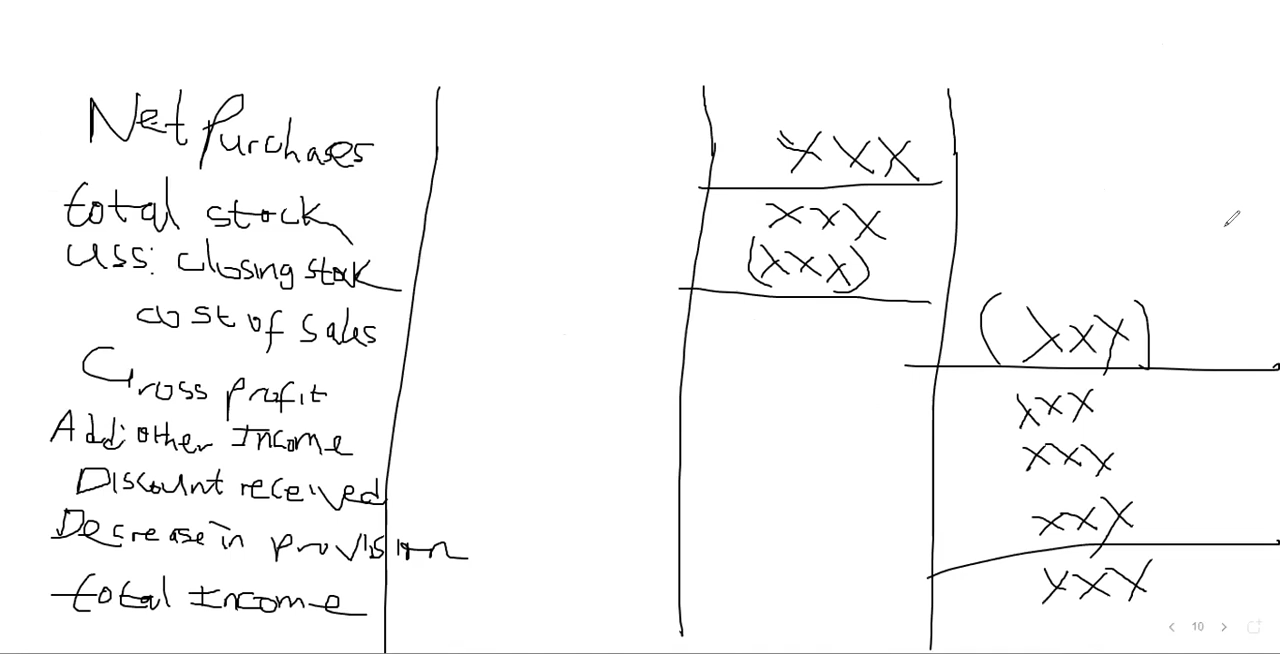 Net Purchases XXX
total stock XXX
Less: closing stock (XXX)
cost of sales (XXX)
Gross profit XXX
Add: other Income XXX
Discount received
Decrease in provision XXX
total Income XXX
10